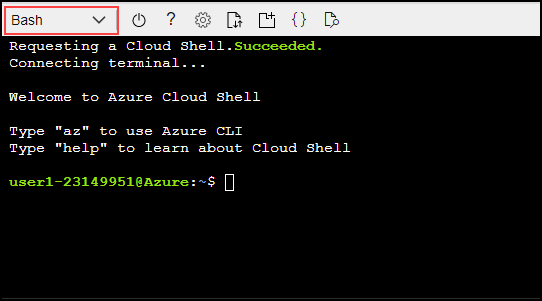 Bash
Requesting a Cloud Shell.Succeeded.
Connecting terminal...
Welcome to Azure Cloud Shell
Type "az" to use Azure CLI
Type "help" to learn about Cloud Shell
user1-23149951@Azure:~$